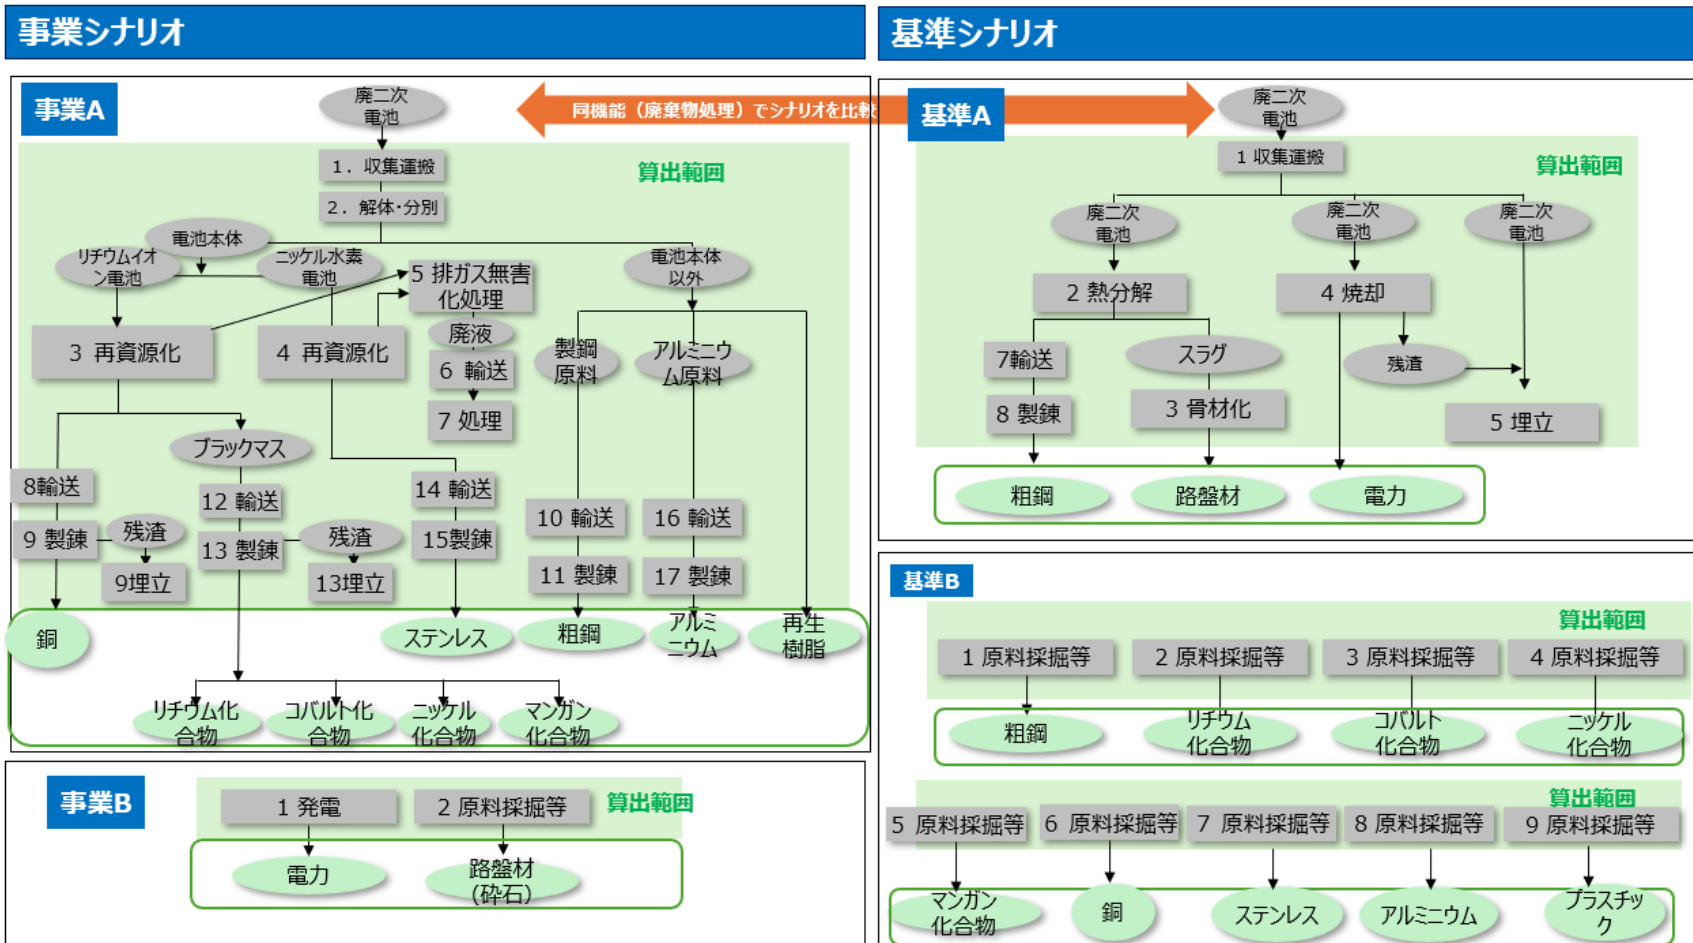 事業シナリオ
事業A
同機能（廃棄物処理）でシナリオを比較
廃二次
電池
算出範囲
1．収集運搬
2．解体・分別
電池本体
リチウムイ
オン電池
ニッケル水素
電池
5 排ガス無害
化処理
電池本体
以外
3 再資源化
4 再資源化
廃液
6 輸送
7 処理
製鋼
原料
アルミニウ
ム原料
ブラックマス
8輸送
9 製錬
残渣
9埋立
12 輸送
13 製錬
残渣
13埋立
14 輸送
15製錬
10 輸送
11 製錬
16 輸送
17 製錬
銅
ステンレス
粗鋼
アルミ
ニウム
再生
樹脂
リチウム化
合物
コバルト化
合物
ニッケル
化合物
マンガン
化合物
事業B
1 発電
2 原料採掘等
算出範囲
電力
路盤材
（砕石）
基準シナリオ
基準A
廃二次
電池
算出範囲
1 収集運搬
廃二次
電池
廃二次
電池
廃二次
電池
2 熱分解
4 焼却
7輸送
8 製錬
スラグ
3 骨材化
残渣
5 埋立
粗鋼
路盤材
電力
基準B
算出範囲
1 原料採掘等
2 原料採掘等
3 原料採掘等
4 原料採掘等
粗鋼
リチウム
化合物
コバルト
化合物
ニッケル
化合物
算出範囲
5 原料採掘等
6 原料採掘等
7 原料採掘等
8 原料採掘等
9 原料採掘等
マンガン
化合物
銅
ステンレス
アルミニウム
プラスチッ
ク